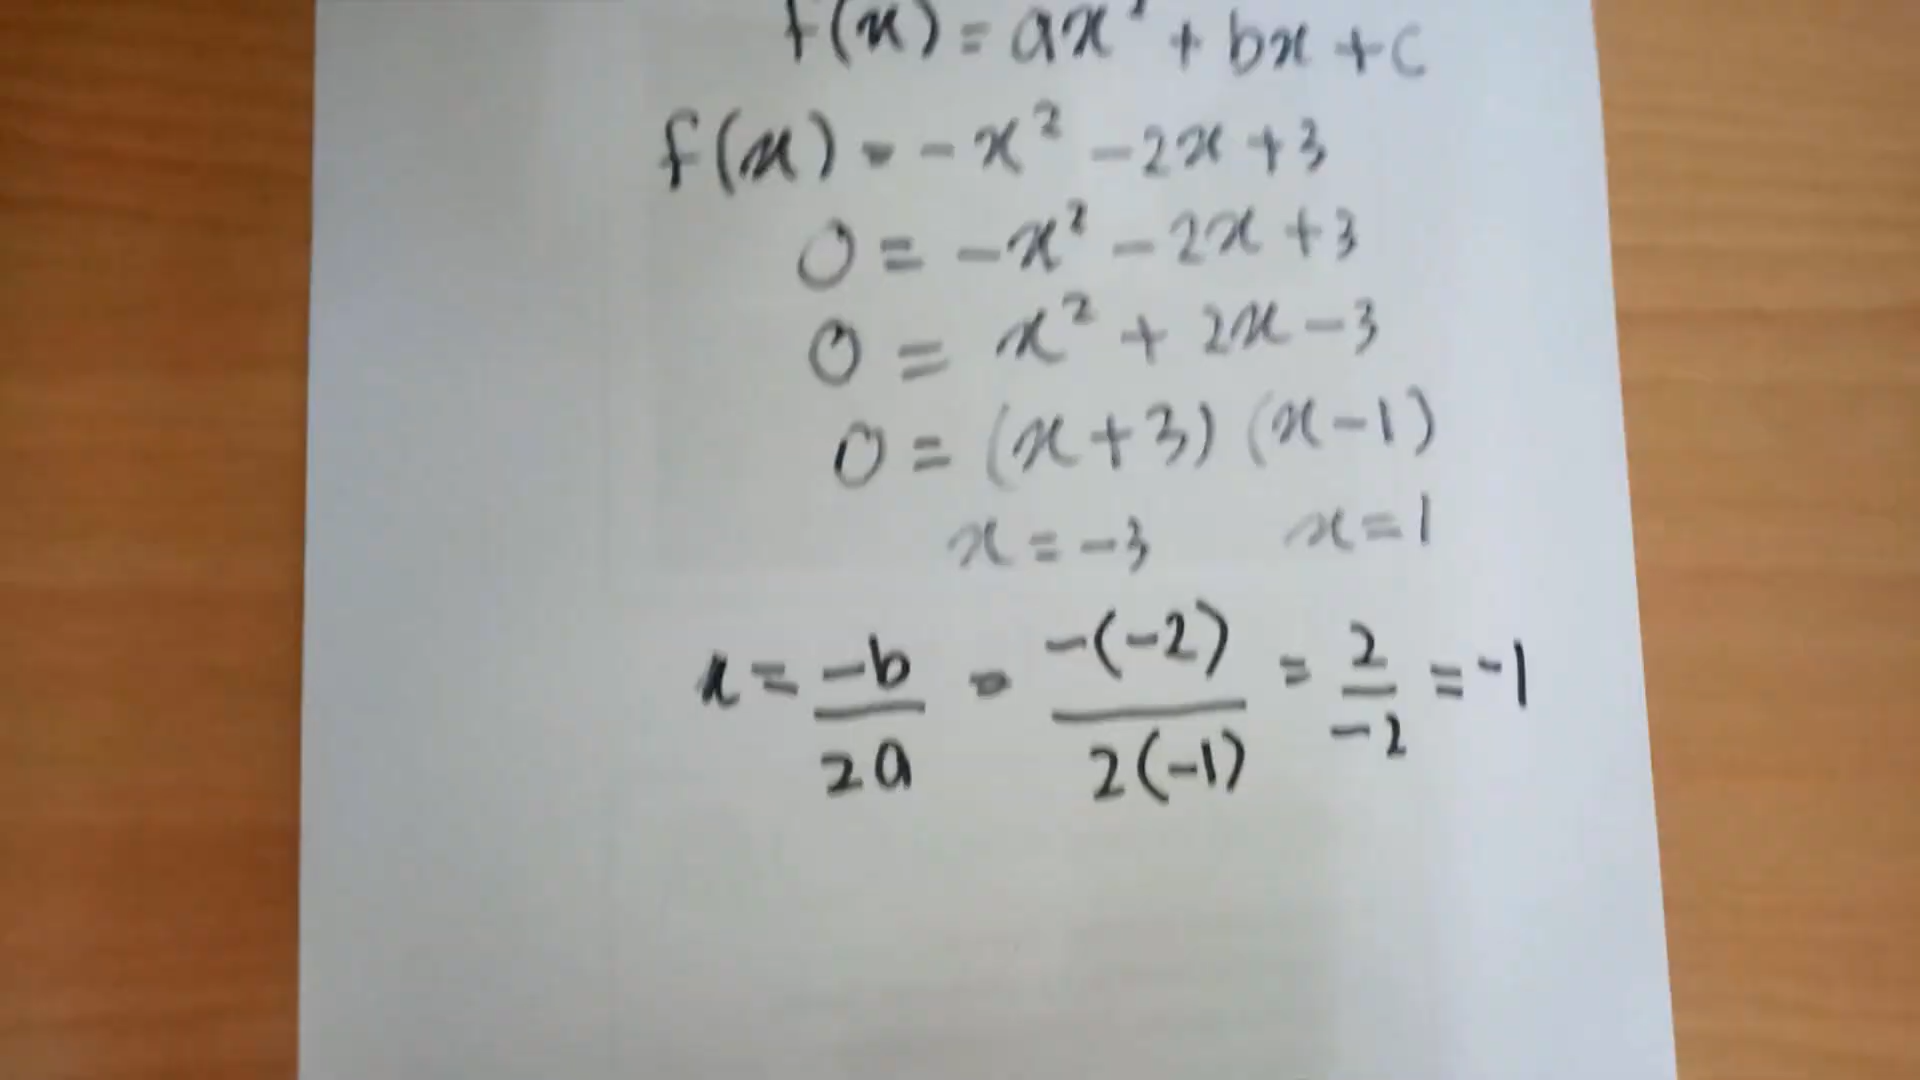 f(x) = ax² + bx + c
f(x) = -x² - 2x + 3
0 = -x² - 2x + 3
0 = x² + 2x - 3
0 = (x + 3) (x - 1)
x = -3 x = 1
x = -b/2a = -(-2)/2(-1) = 2/-2 = -1